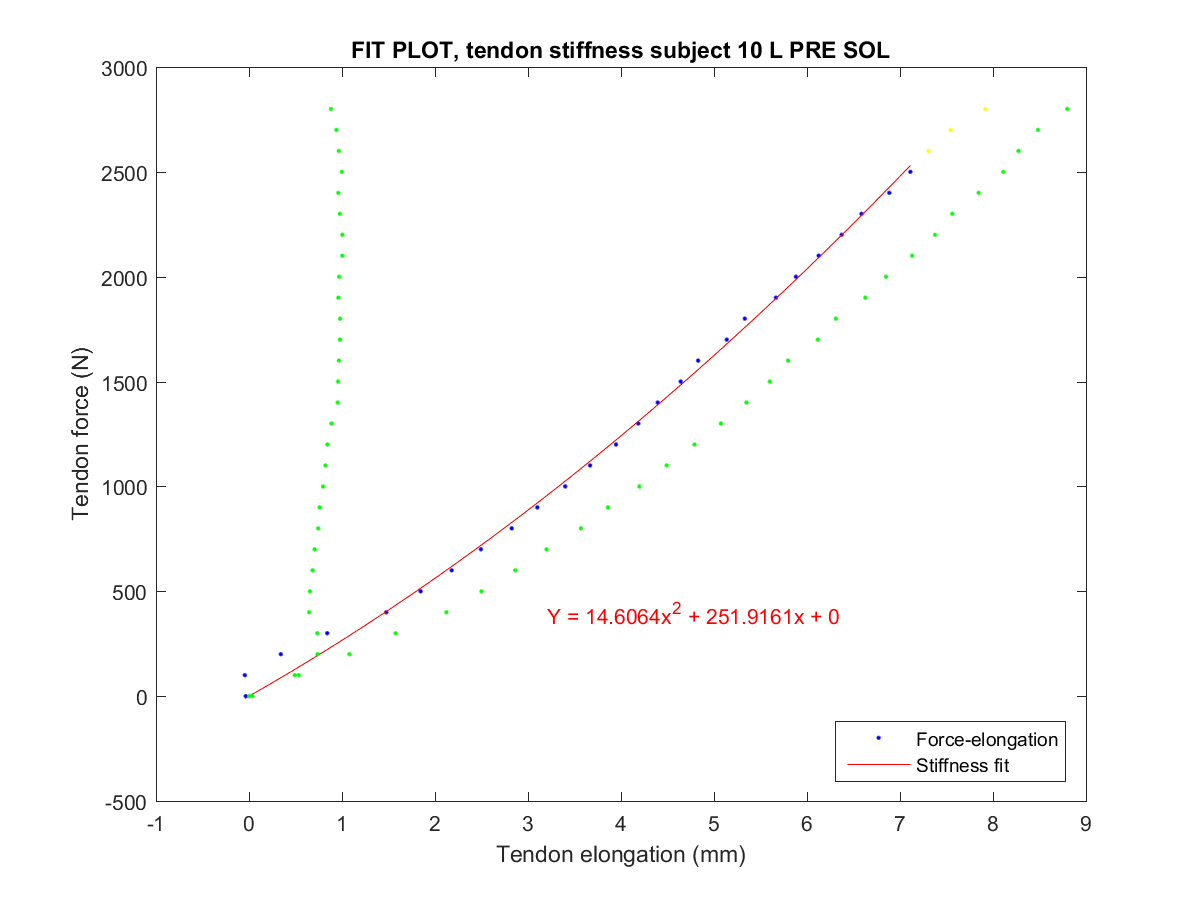 FIT PLOT, tendon stiffness subject 10 L PRE SOL
3000
2500
2000
1500
1000
500
0
-500
Tendon force (N)
Y = 14.6064x² + 251.9161x + 0
Force-elongation
Stiffness fit
-1 0 1 2 3 4 5 6 7 8 9
Tendon elongation (mm)